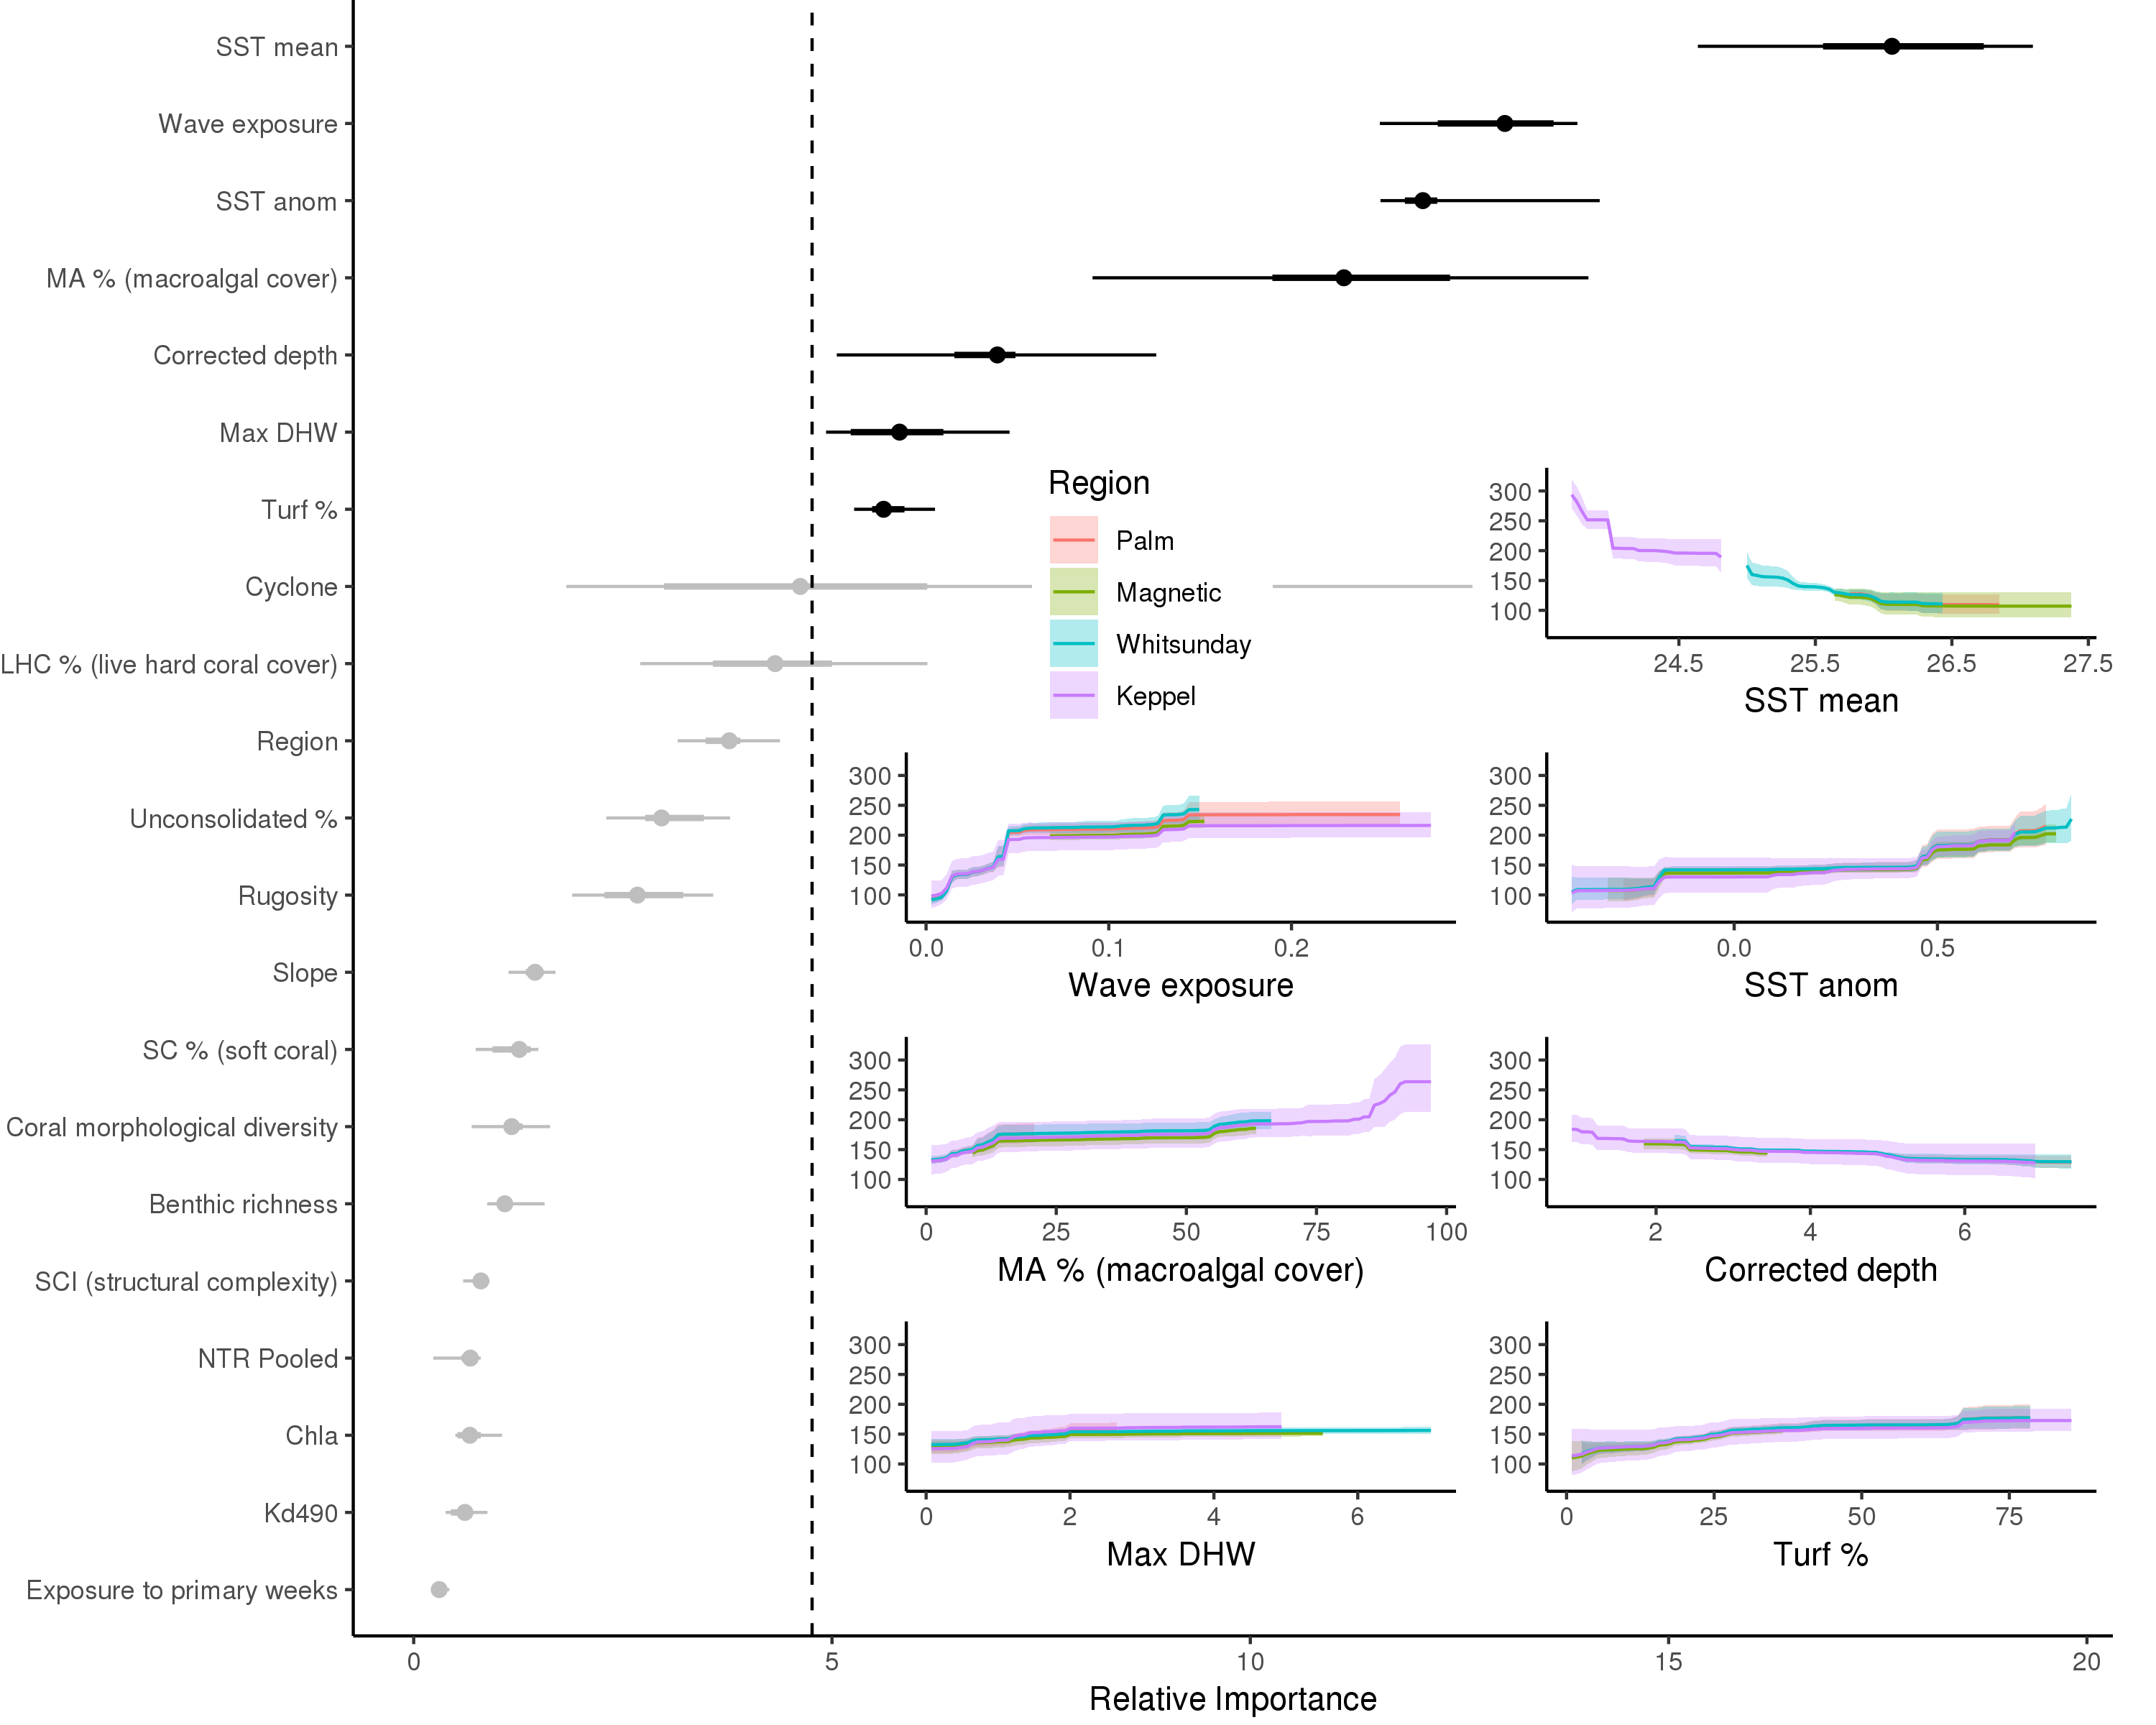 SST mean
Wave exposure
SST anom
MA % (macroalgal cover)
Corrected depth
Max DHW
Turf %
Cyclone
LHC % (live hard coral cover)
Region
Unconsolidated %
Rugosity
Slope
SC % (soft coral)
Coral morphological diversity
Benthic richness
SCI (structural complexity)
NTR Pooled
Chla
Kd490
Exposure to primary weeks
0 5 10 15 20
Relative Importance
Region
Palm
Magnetic
Whitsunday
Keppel
300
250
200
150
100
24.5 25.5 26.5 27.5
SST mean
300
250
200
150
100
0.0 0.1 0.2
Wave exposure
300
250
200
150
100
0.0 0.5
SST anom
300
250
200
150
100
0 25 50 75 100
MA % (macroalgal cover)
300
250
200
150
100
2 4 6
Corrected depth
300
250
200
150
100
0 2 4 6
Max DHW
300
250
200
150
100
0 25 50 75
Turf %